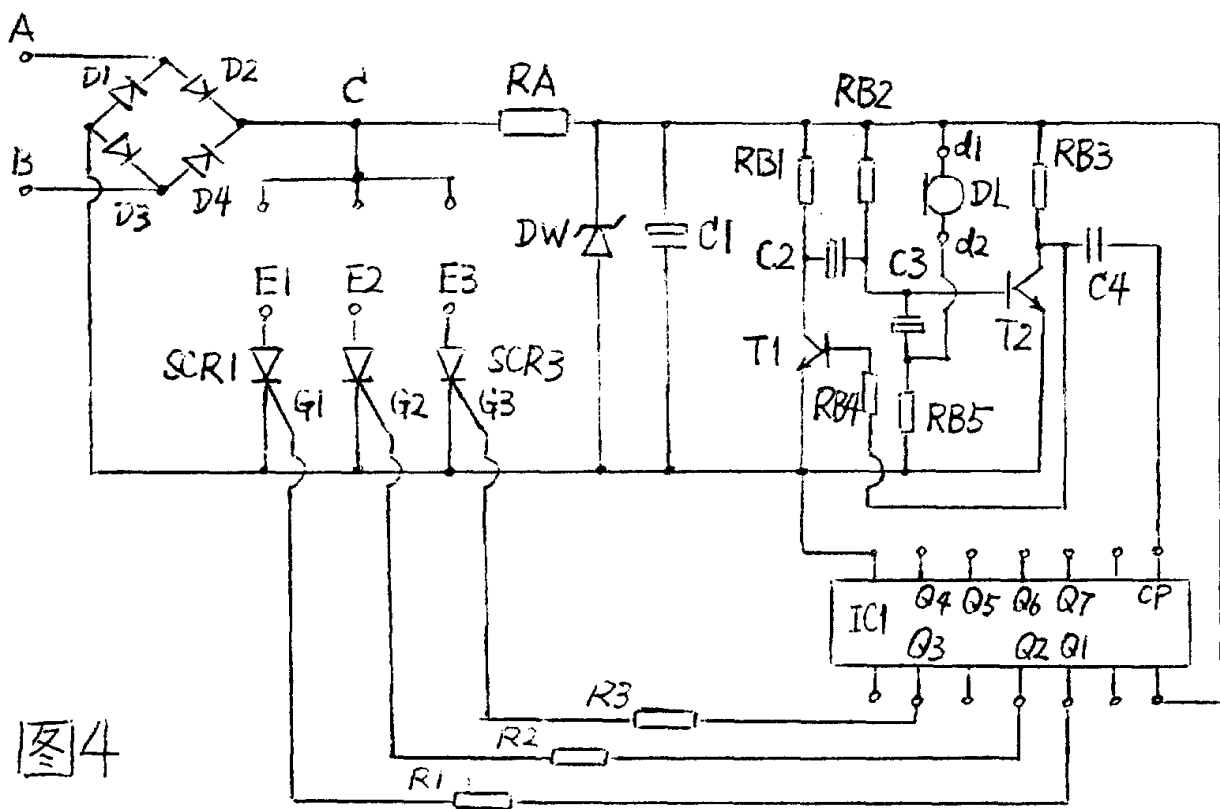 A
D1
D2
C
RA
RB2
B
D3
D4
RB1
d1
DL
d2
RB3
DW
C1
C2
C3
C4
E1
E2
E3
T1
T2
SCR1
SCR3
G1
G2
G3
RB4
RB5
IC1
Q4
Q5
Q6
Q7
CP
Q3
Q2
Q1
R3
R2
R1
图4